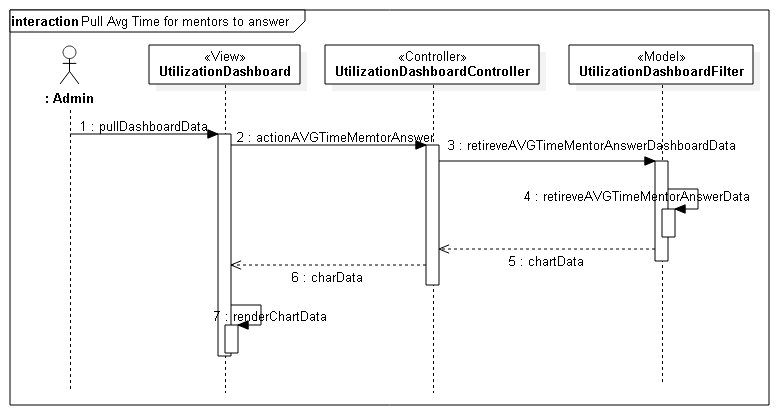 interaction Pull Avg Time for mentors to answer
«View»
UtilizationDashboard
«Controller»
UtilizationDashboardController
«Model»
UtilizationDashboardFilter
: Admin
1 : pullDashboardData
2 : actionAVGTimeMemtorAnswer
3 : retireveAVGTimeMentorAnswerDashboardData
4 : retireveAVGTimeMentorAnswerData
5 : chartData
6 : charData
7 : renderChartData